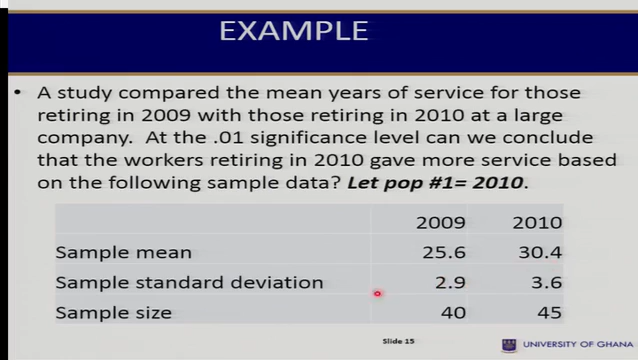 EXAMPLE
• A study compared the mean years of service for those
retiring in 2009 with those retiring in 2010 at a large
company. At the .01 significance level can we conclude
that the workers retiring in 2010 gave more service based
on the following sample data? Let pop #1= 2010.
2009 2010
Sample mean 25.6 30.4
Sample standard deviation 2.9 3.6
Sample size 40 45
Slide 15
UNIVERSITY OF GHANA